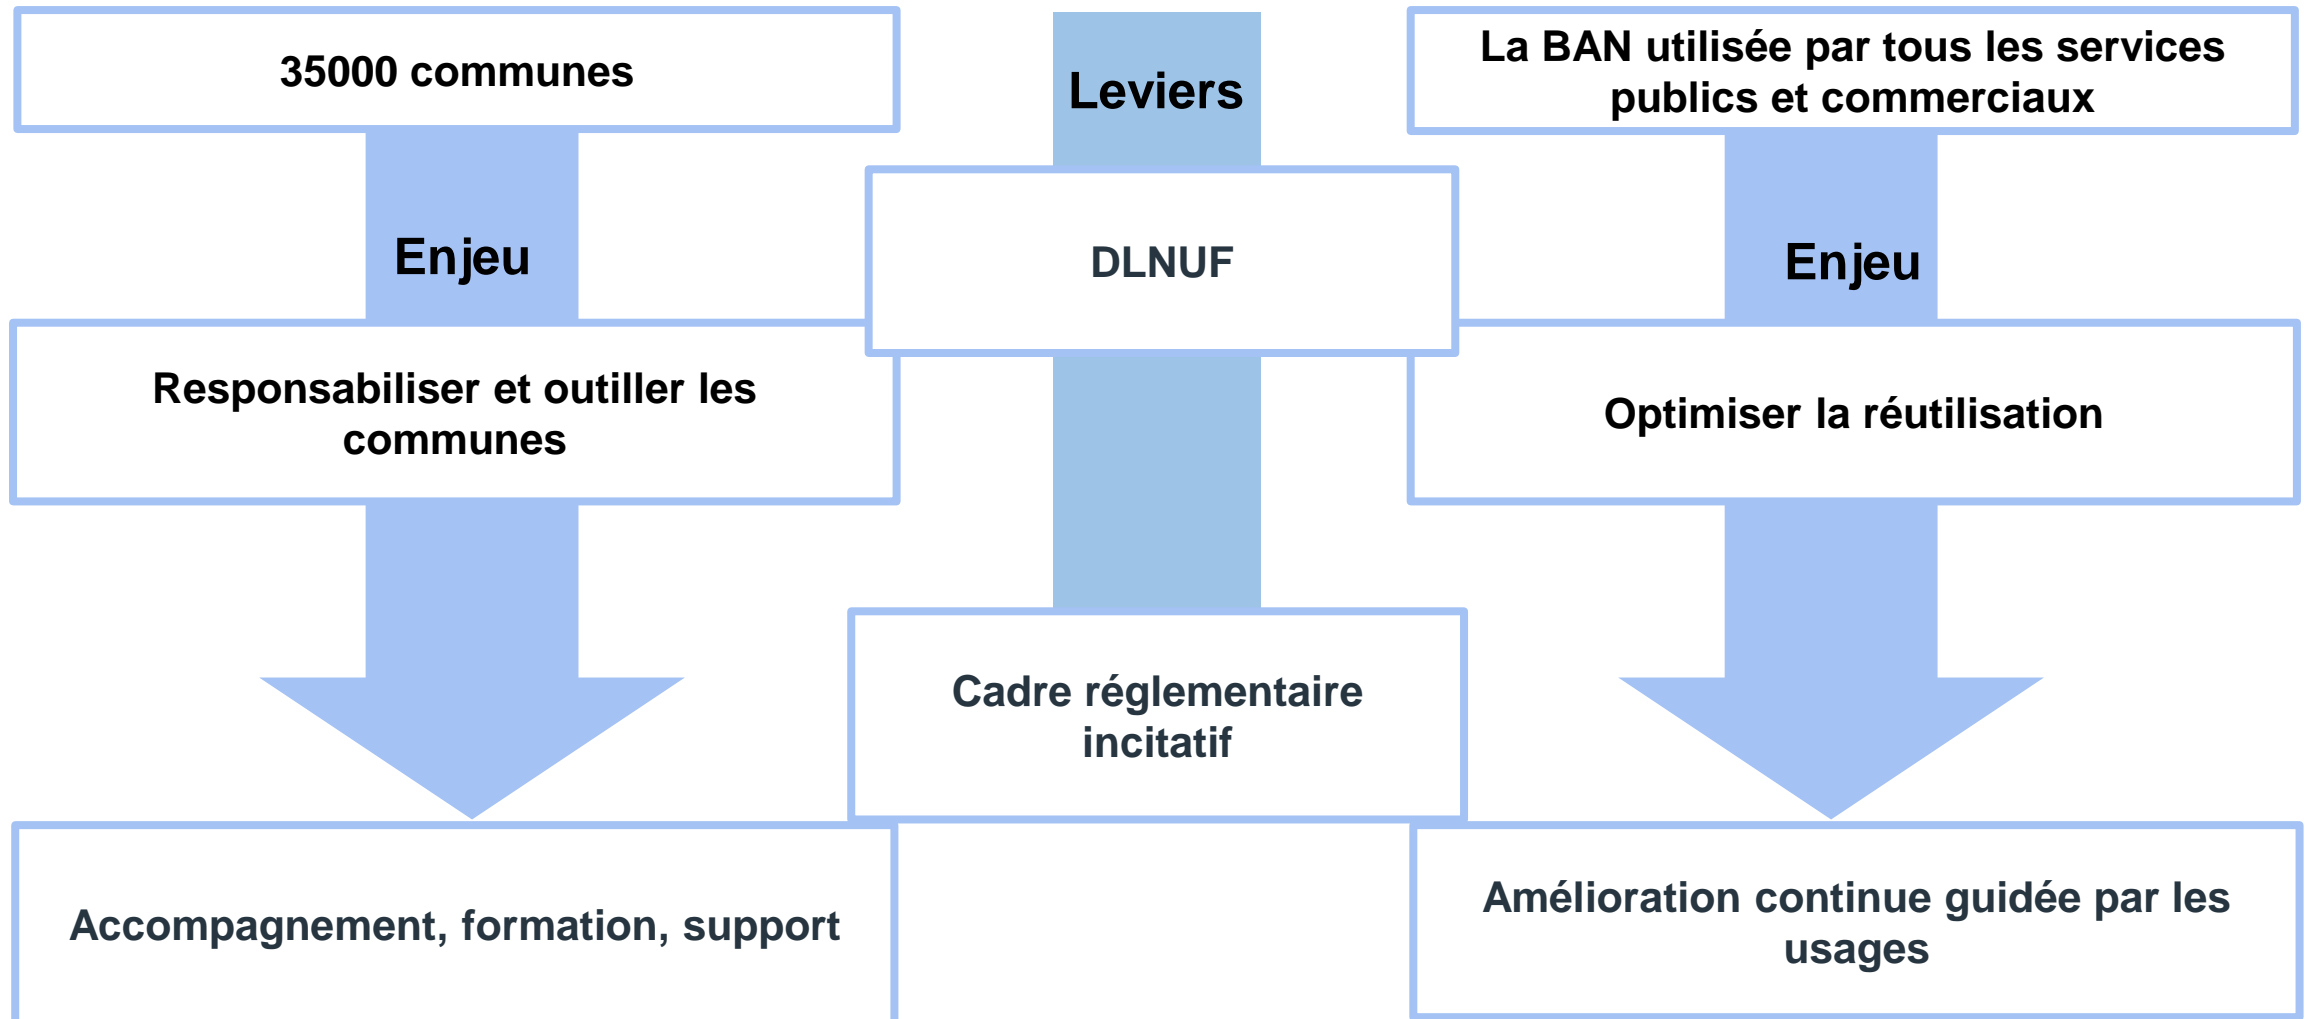 35000 communes
Enjeu
Responsabiliser et outiller les
communes
Accompagnement, formation, support
Leviers
DLNUF
Cadre réglementaire
incitatif
La BAN utilisée par tous les services
publics et commerciaux
Enjeu
Optimiser la réutilisation
Amélioration continue guidée par les
usages